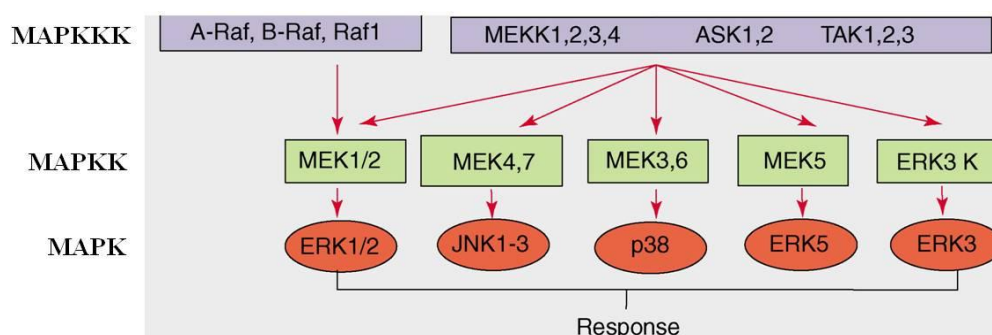 MAPKKK
A-Raf, B-Raf, Raf1
MEKK1,2,3,4 ASK1,2 TAK1,2,3
MAPKK
MEK1/2
MEK4,7
MEK3,6
MEK5
ERK3 K
MAPK
ERK1/2
JNK1-3
p38
ERK5
ERK3
Response